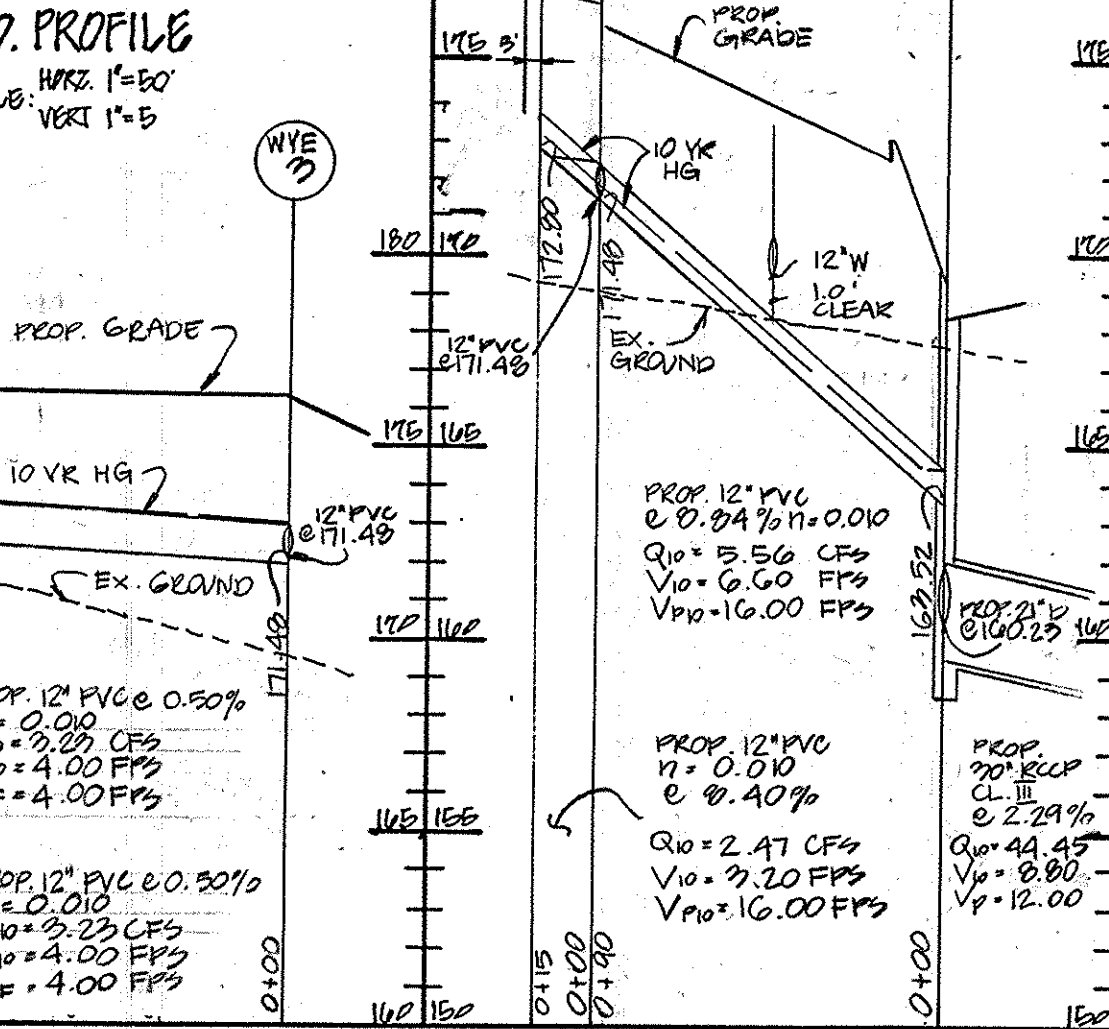 PROFILE
HORZ. 1"=50'
VERT 1"=5
WYE
3
PROP. GRADE
10 YR HG
12" PVC
@ 171.48
EX. GROUND
171.48
PVC @ 0.50%
= 0.010
= 3.23 CFS
= 4.00 FPS
= 4.00 FPS
12" PVC @ 0.50%
= 0.010
= 3.23 CFS
= 4.00 FPS
= 4.00 FPS
0+00
175
180 170
175 165
170 160
165 155
160 150
3'
PROP.
GRADE
10 YR
HG
172.80
171.48
12" PVC
@ 171.48
EX.
GROUND
12" W
1.0'
CLEAR
PROP. 12" PVC
@ 8.84% n=0.010
Q10 = 5.56 CFS
V10 = 6.60 FPS
VP10 = 16.00 FPS
163.52
PROP. 21" D
@ 160.23
PROP. 12" PVC
n = 0.010
@ 8.40%
Q10 = 2.47 CFS
V10 = 3.20 FPS
VP10 = 16.00 FPS
PROP.
30" RCCP
CL. III
@ 2.29%
Q10 = 44.45
V10 = 8.80
VP = 12.00
0+15
0+00
0+90
0+00
175
170
165
160
150